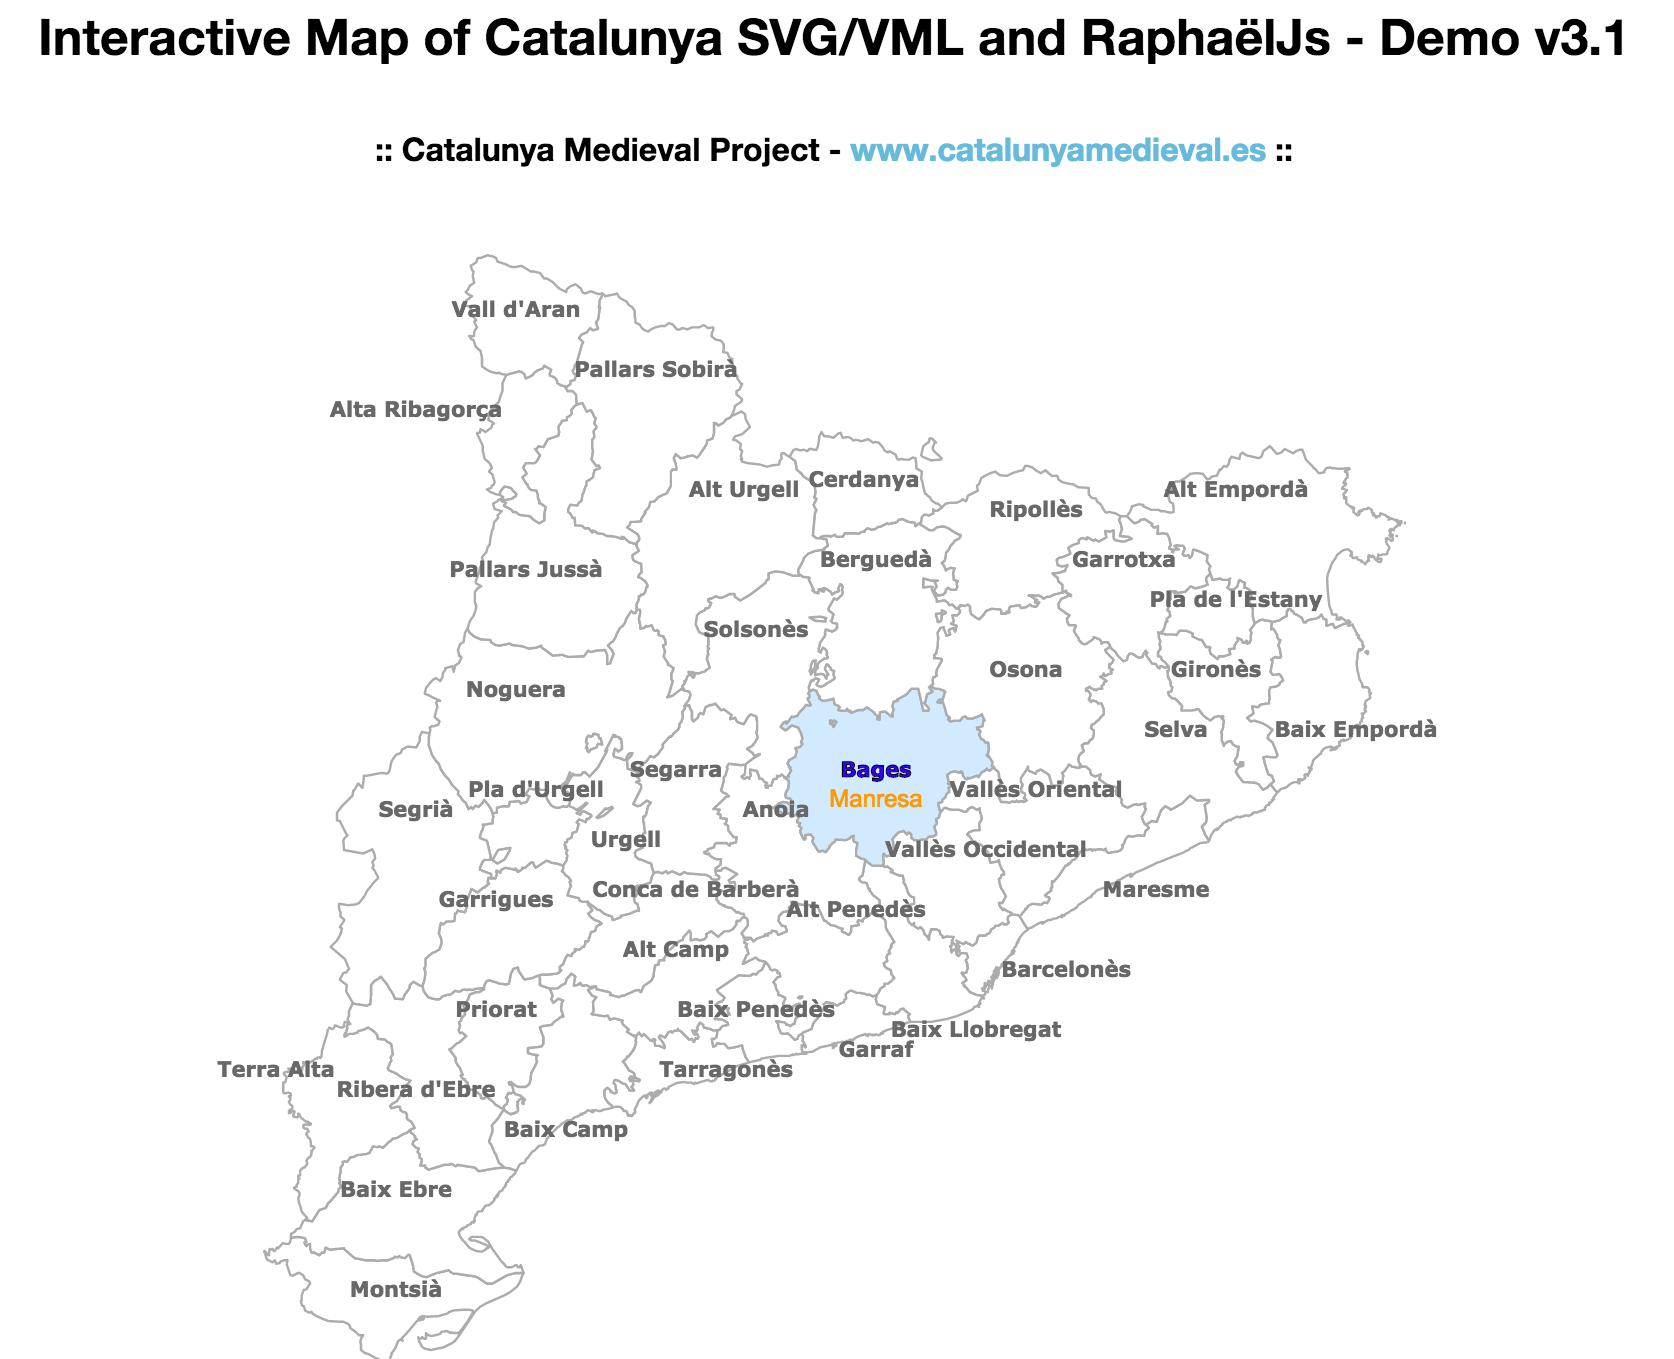 Interactive Map of Catalunya SVG/VML and RaphaëlJs - Demo v3.1
:: Catalunya Medieval Project - www.catalunyamedieval.es ::
Vall d'Aran
Pallars Sobirà
Alta Ribagorça
Cerdanya
Alt Urgell
Alt Empordà
Ripollès
Berguedà
Garrotxa
Pallars Jussà
Pla de l'Estany
Solsonès
Osona
Gironès
Noguera
Selva
Baix Empordà
Segarra
Bages
Pla d'Urgell
Manresa
Vallès Oriental
Segrià
Anoia
Urgell
Vallès Occidental
Conca de Barberà
Maresme
Garrigues
Alt Penedès
Alt Camp
Barcelonès
Priorat
Baix Penedès
Baix Llobregat
Garraf
Terra Alta
Tarragonès
Ribera d'Ebre
Baix Camp
Baix Ebre
Montsià